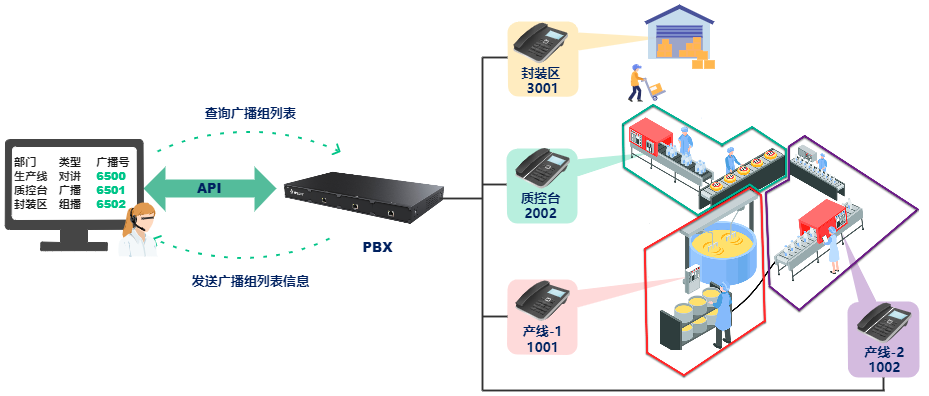 查询广播组列表
部门 类型 广播号
生产线 对讲 6500
质控台 广播 6501
封装区 组播 6502
API
PBX
发送广播组列表信息
封装区
3001
质控台
2002
产线-1
1001
产线-2
1002